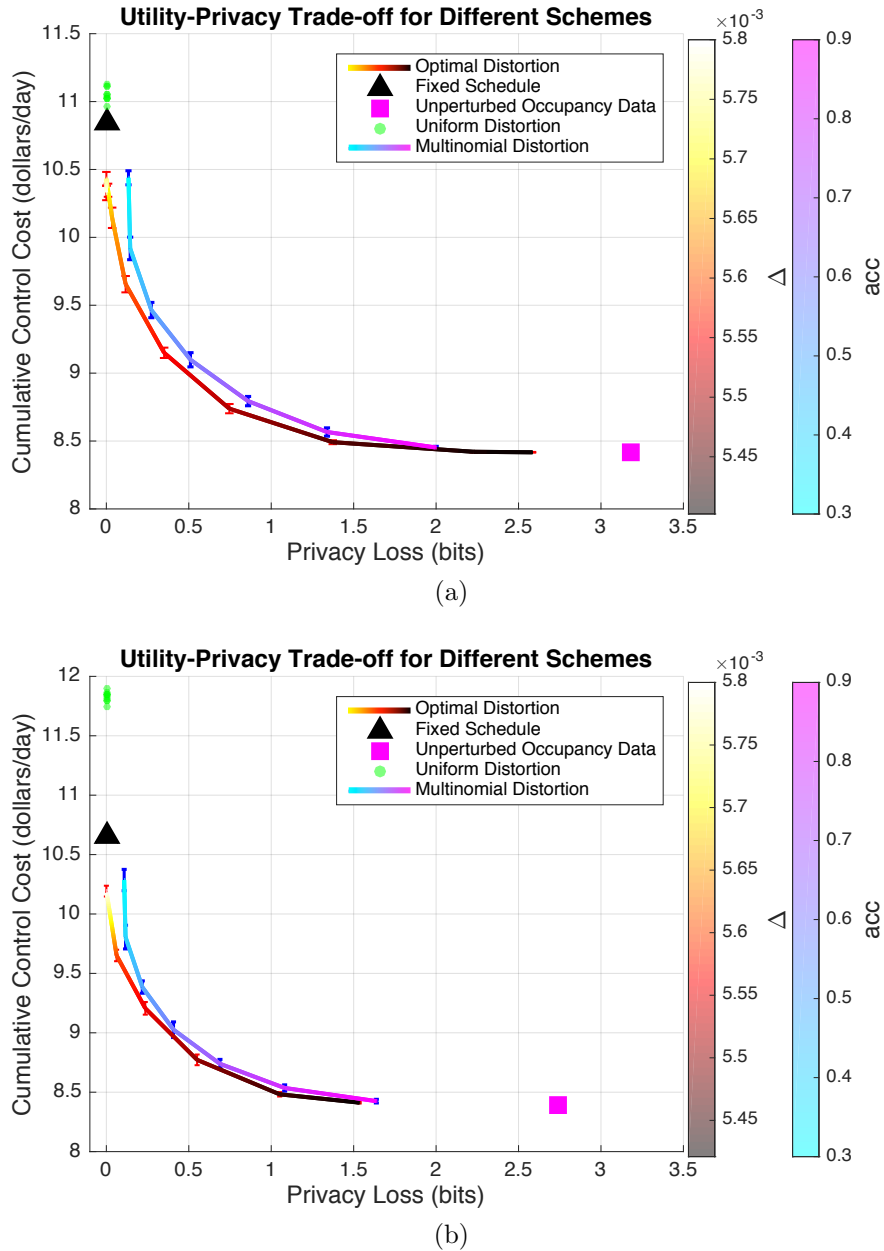 Utility-Privacy Trade-off for Different Schemes
×10⁻³
11.5
11
10.5
10
9.5
9
8.5
8
Cumulative Control Cost (dollars/day)
Optimal Distortion
Fixed Schedule
Unperturbed Occupancy Data
Uniform Distortion
Multinomial Distortion
0 0.5 1 1.5 2 2.5 3 3.5
Privacy Loss (bits)
5.8
5.75
5.7
5.65
5.6
5.55
5.5
5.45
Δ
0.9
0.8
0.7
0.6
0.5
0.4
0.3
acc
(a)
Utility-Privacy Trade-off for Different Schemes
×10⁻³
12
11.5
11
10.5
10
9.5
9
8.5
8
Cumulative Control Cost (dollars/day)
Optimal Distortion
Fixed Schedule
Unperturbed Occupancy Data
Uniform Distortion
Multinomial Distortion
0 0.5 1 1.5 2 2.5 3 3.5
Privacy Loss (bits)
5.8
5.75
5.7
5.65
5.6
5.55
5.5
5.45
Δ
0.9
0.8
0.7
0.6
0.5
0.4
0.3
acc
(b)